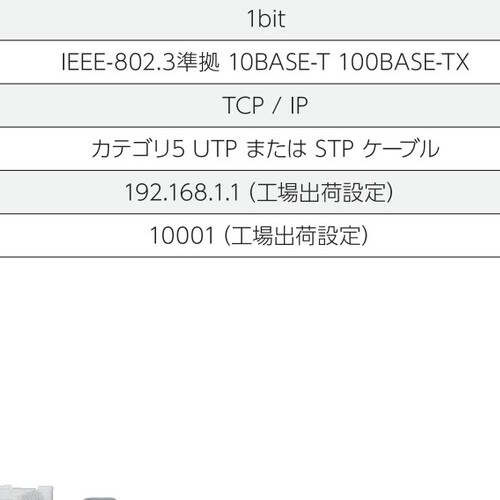 1bit
IEEE-802.3準拠 10BASE-T 100BASE-TX
TCP / IP
カテゴリ5 UTP または STP ケーブル
192.168.1.1 (工場出荷設定)
10001 (工場出荷設定)